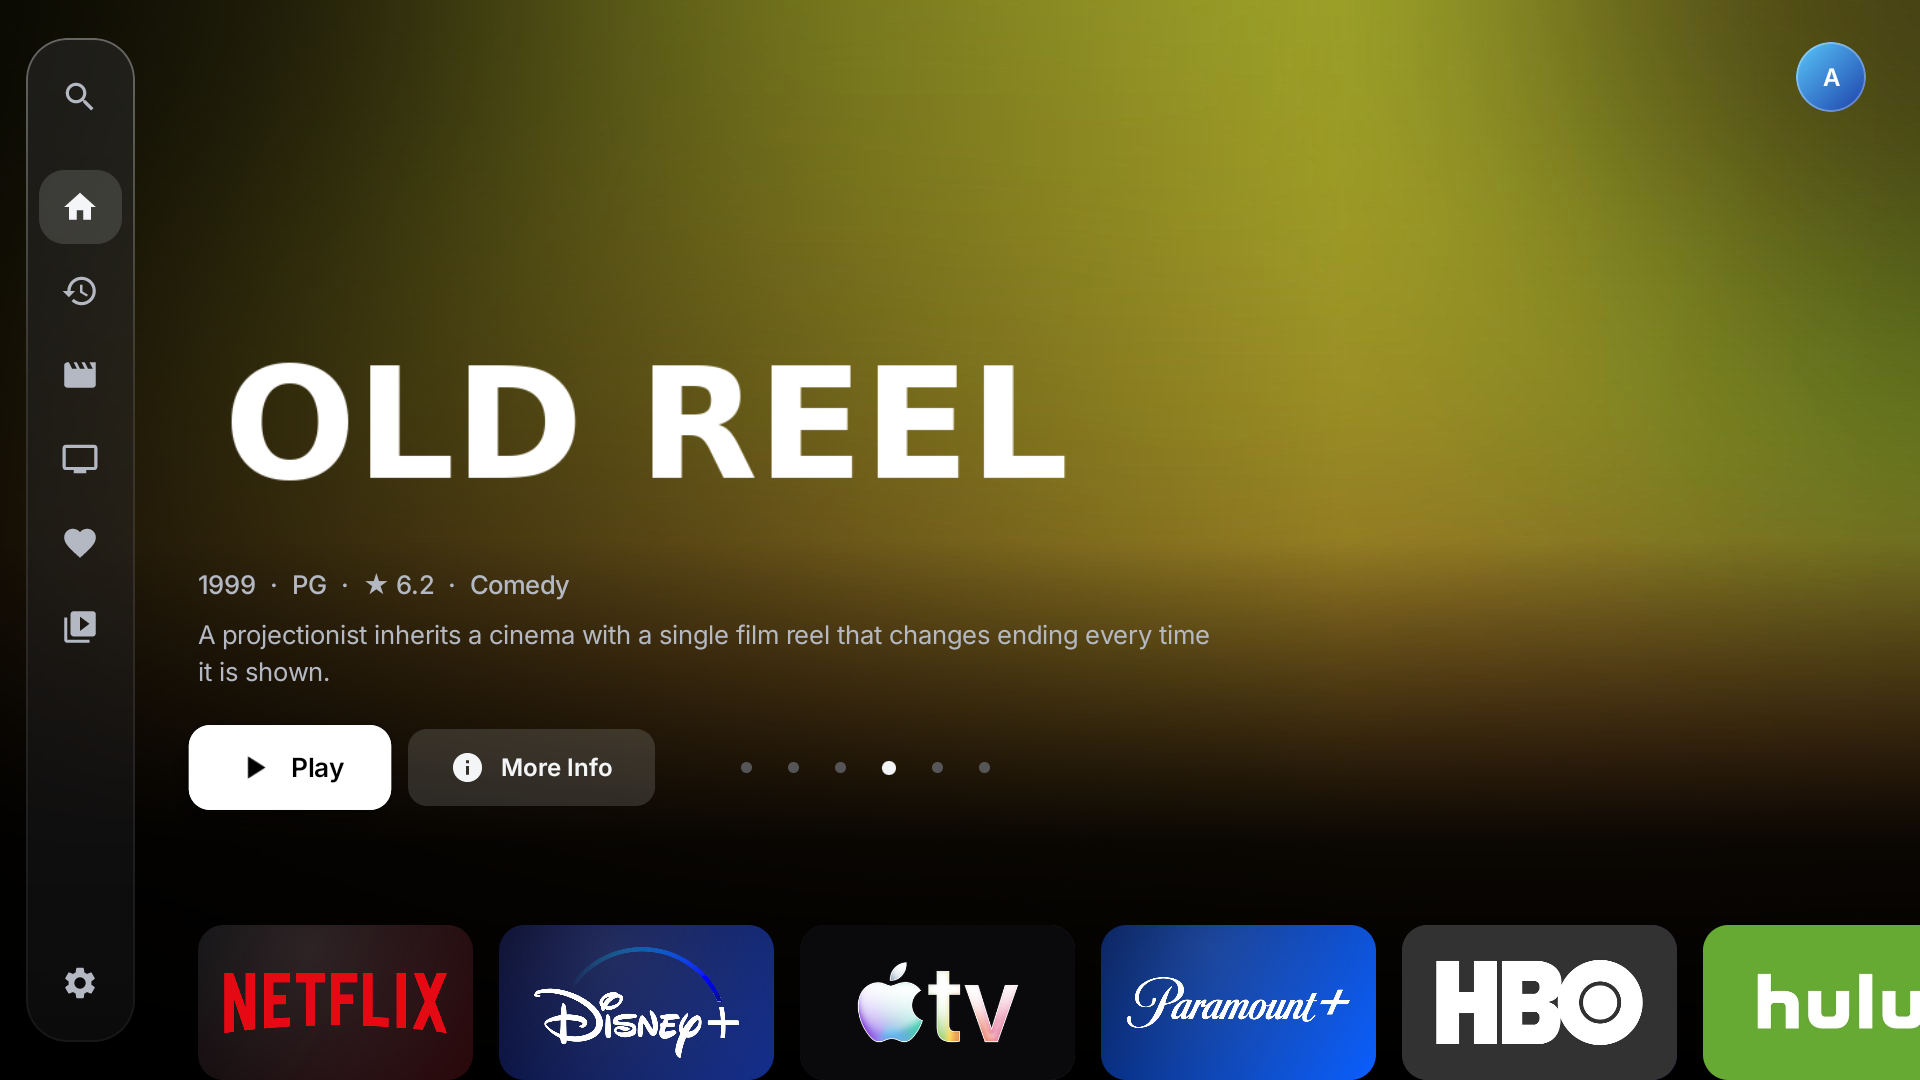 A
OLD REEL
1999 · PG · ★ 6.2 · Comedy
A projectionist inherits a cinema with a single film reel that changes ending every time
it is shown.
Play
More Info
NETFLIX
Disney+
tv
Paramount+
HBO
hulu